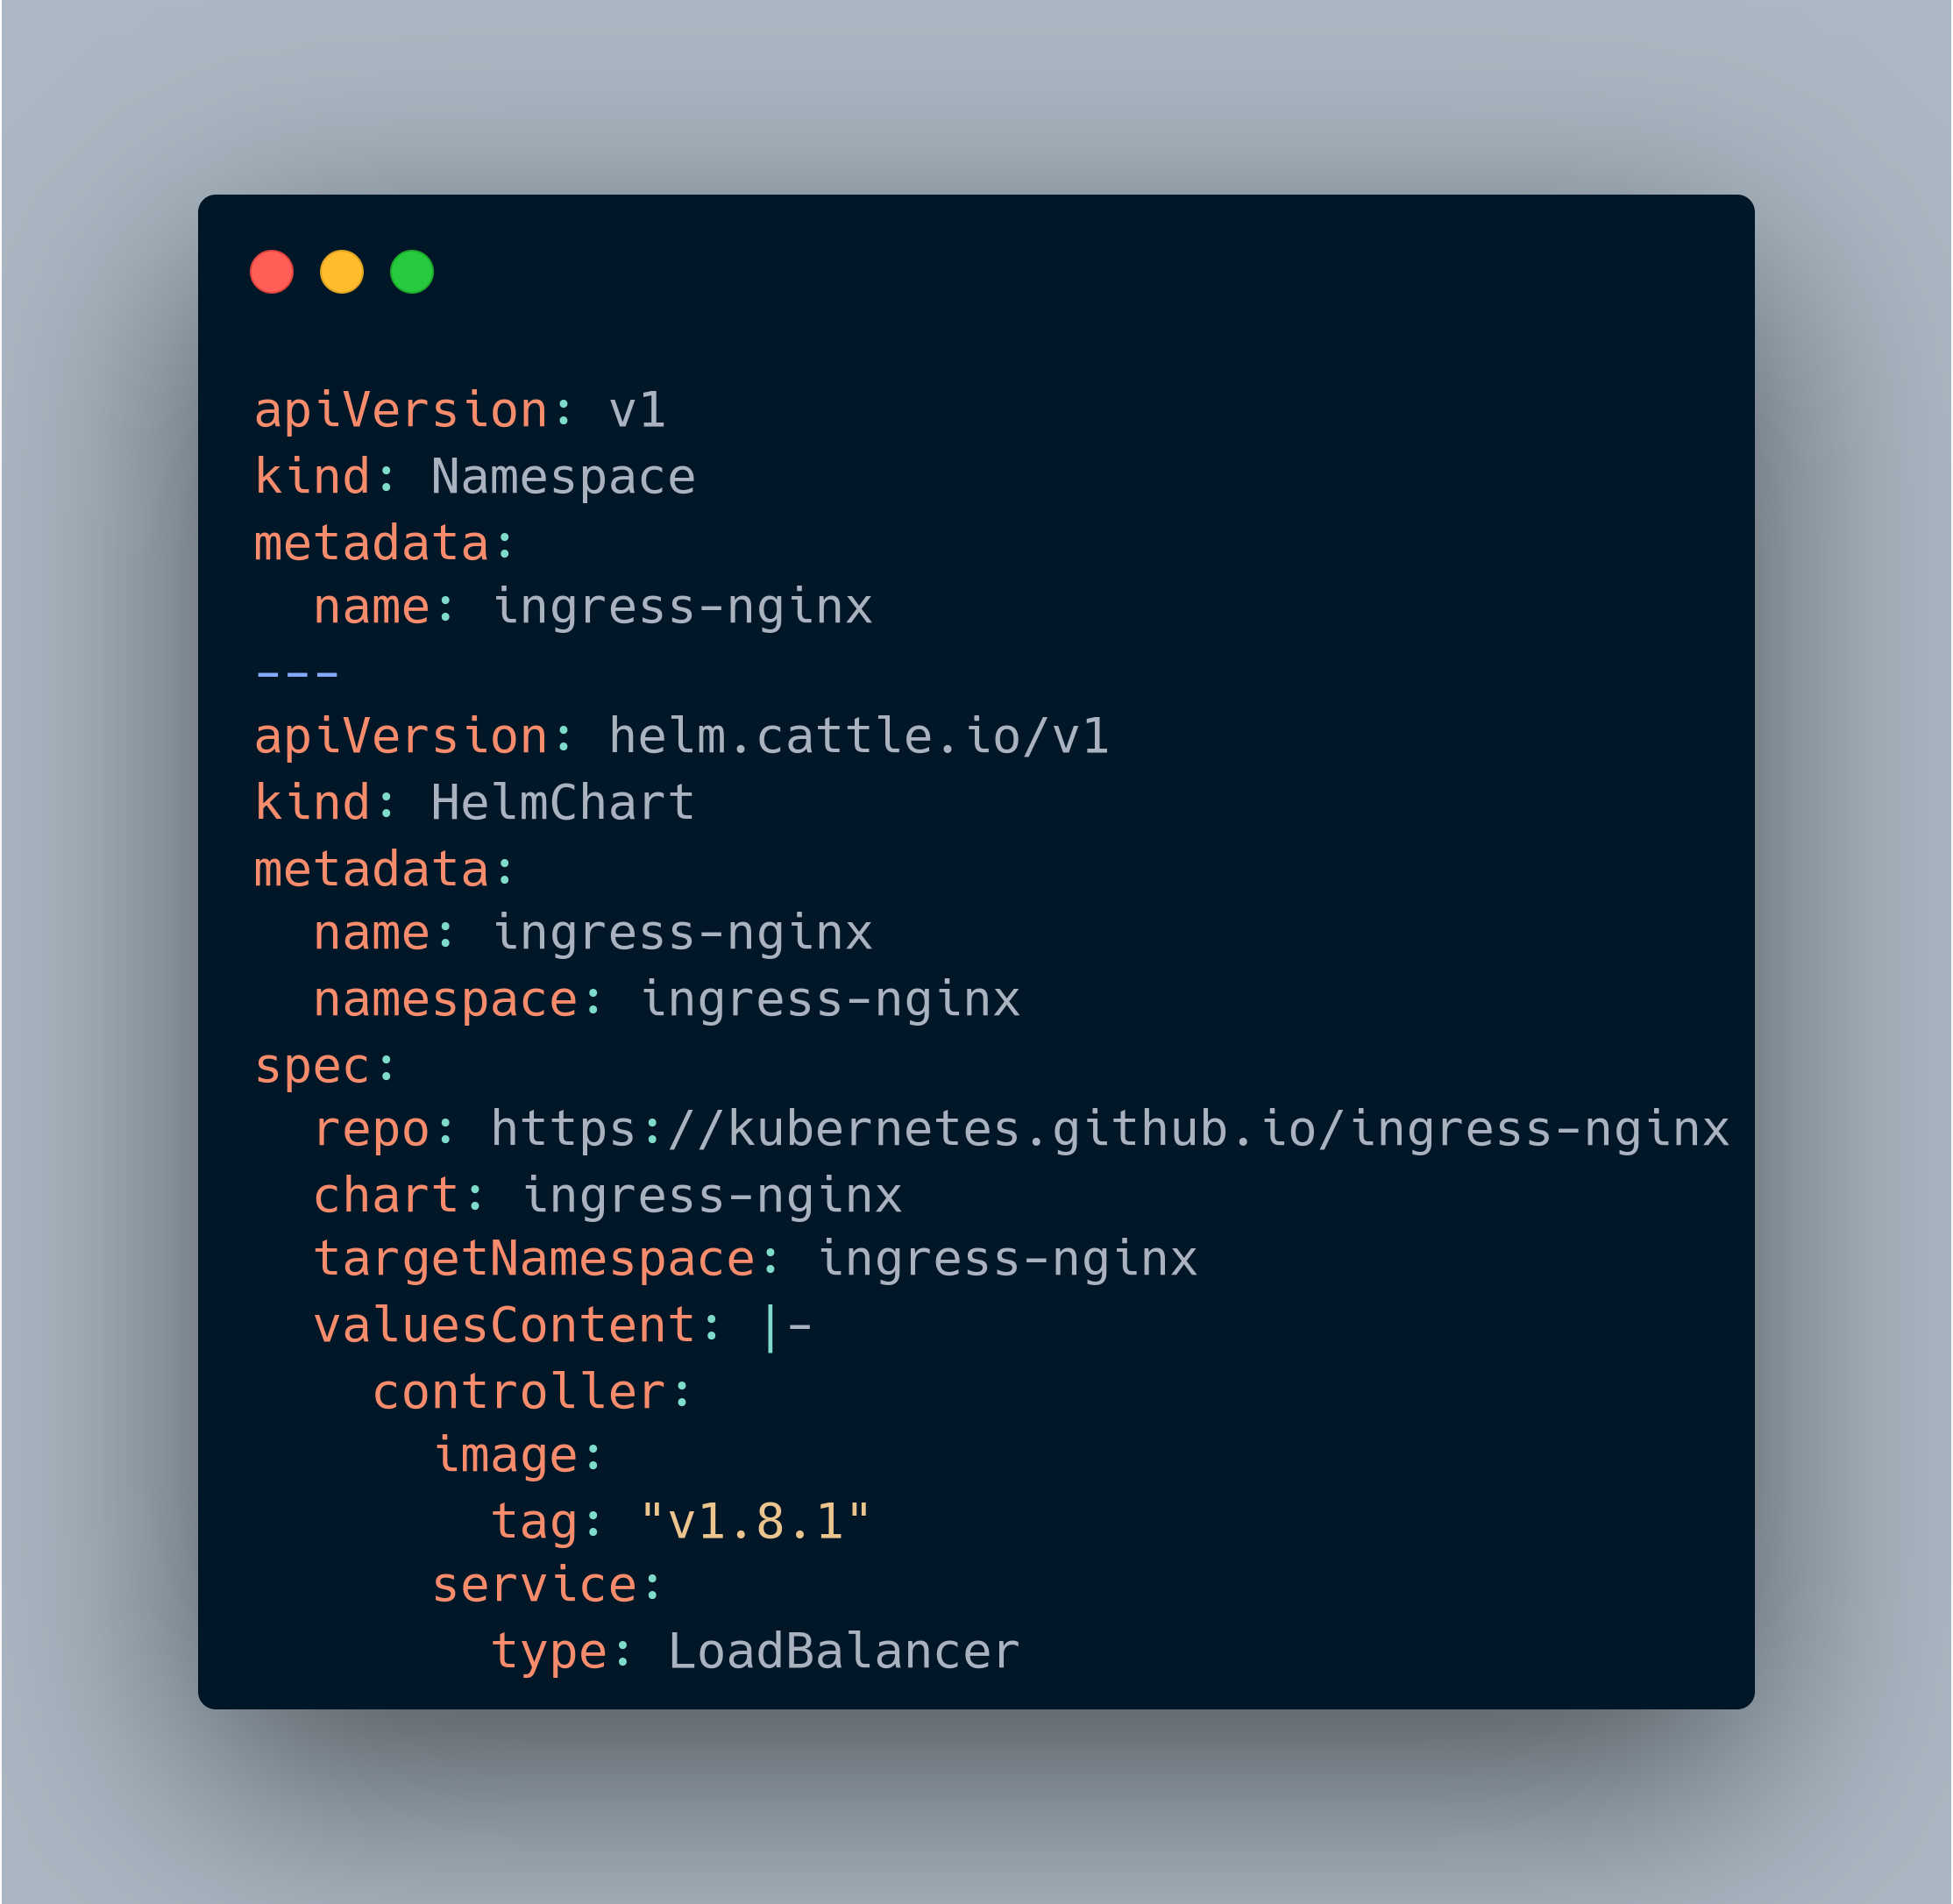 apiVersion: v1
kind: Namespace
metadata:
  name: ingress-nginx
---
apiVersion: helm.cattle.io/v1
kind: HelmChart
metadata:
  name: ingress-nginx
  namespace: ingress-nginx
spec:
  repo: https://kubernetes.github.io/ingress-nginx
  chart: ingress-nginx
  targetNamespace: ingress-nginx
  valuesContent: |-
    controller:
      image:
        tag: "v1.8.1"
      service:
        type: LoadBalancer